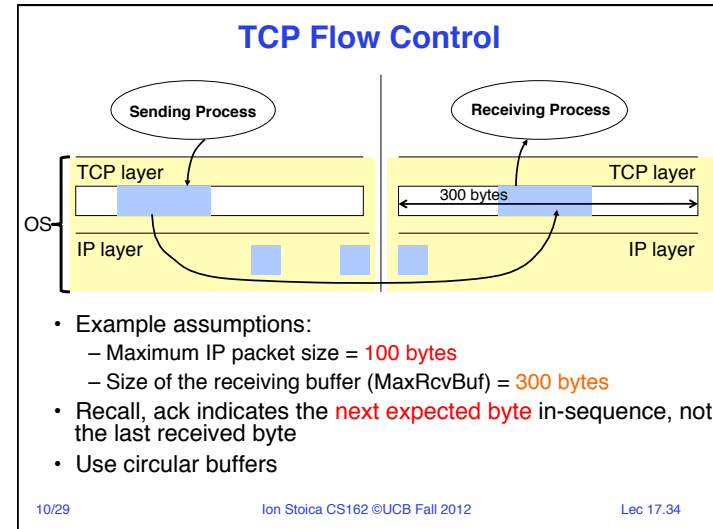 TCP Flow Control
Sending Process
Receiving Process
TCP layer
TCP layer
300 bytes
OS
IP layer
IP layer
• Example assumptions:
– Maximum IP packet size = 100 bytes
– Size of the receiving buffer (MaxRcvBuf) = 300 bytes
• Recall, ack indicates the next expected byte in-sequence, not
the last received byte
• Use circular buffers
10/29
Ion Stoica CS162 ©UCB Fall 2012
Lec 17.34